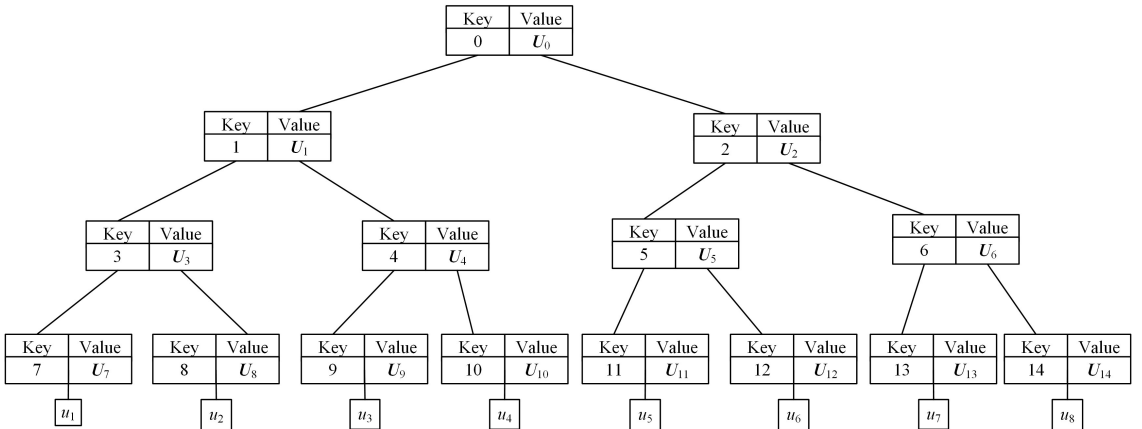 Key Value
0 U₀
Key Value
1 U₁
Key Value
2 U₂
Key Value
3 U₃
Key Value
4 U₄
Key Value
5 U₅
Key Value
6 U₆
Key Value
7 U₇
Key Value
8 U₈
Key Value
9 U₉
Key Value
10 U₁₀
Key Value
11 U₁₁
Key Value
12 U₁₂
Key Value
13 U₁₃
Key Value
14 U₁₄
u₁
u₂
u₃
u₄
u₅
u₆
u₇
u₈